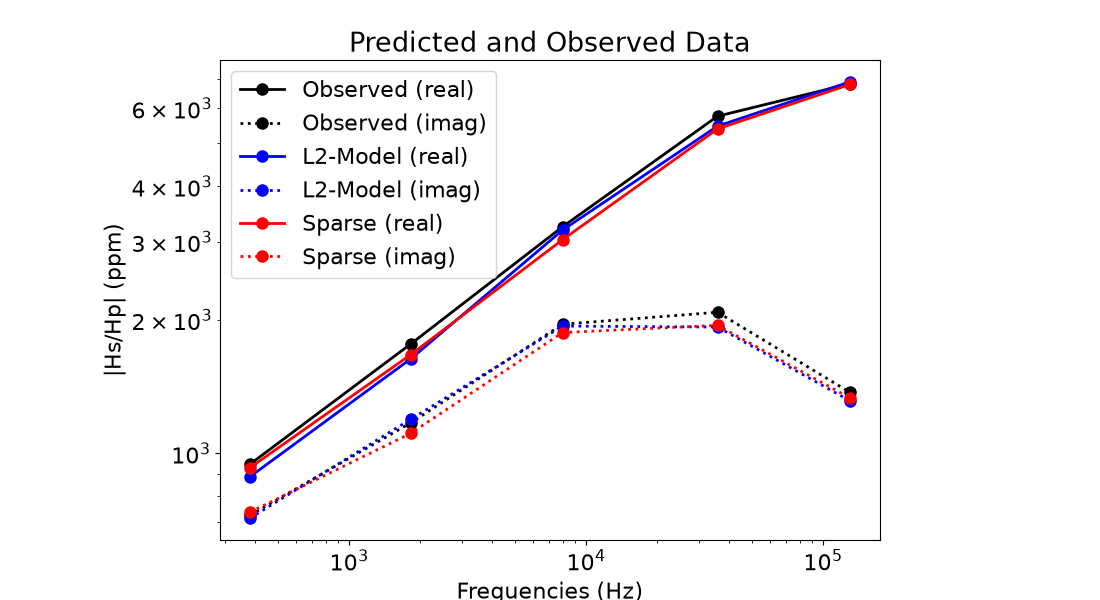 Predicted and Observed Data
Observed (real)
Observed (imag)
L2-Model (real)
L2-Model (imag)
Sparse (real)
Sparse (imag)
|Hs/Hp| (ppm)
6 × 10³
4 × 10³
3 × 10³
2 × 10³
10³
10³ 10⁴ 10⁵
Frequencies (Hz)